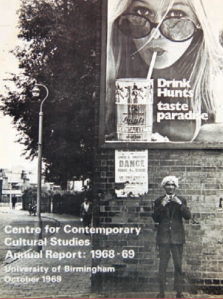 Drink
Hunts
taste
paradise
DANCE
Centre for Contemporary
Cultural Studies
Annual Report: 1968-69
University of Birmingham
October 1969